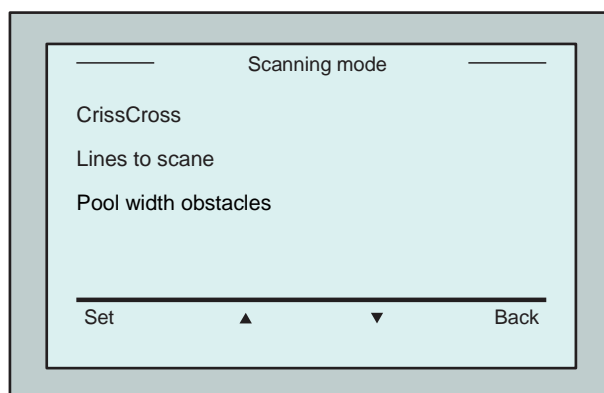 Scanning mode
CrissCross
Lines to scane
Pool width obstacles
Set ▲ ▼ Back